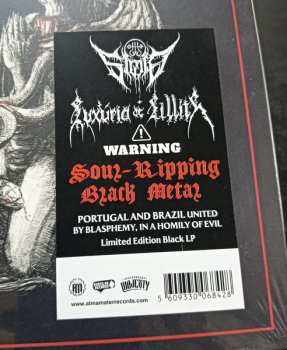 Luxúria de Lillith
WARNING
Soul-Ripping
Black Metal
PORTUGAL AND BRAZIL UNITED
BY BLASPHEMY, IN A HOMILY OF EVIL
Limited Edition Black LP
www.almamaterrecords.com
5 609330 068428